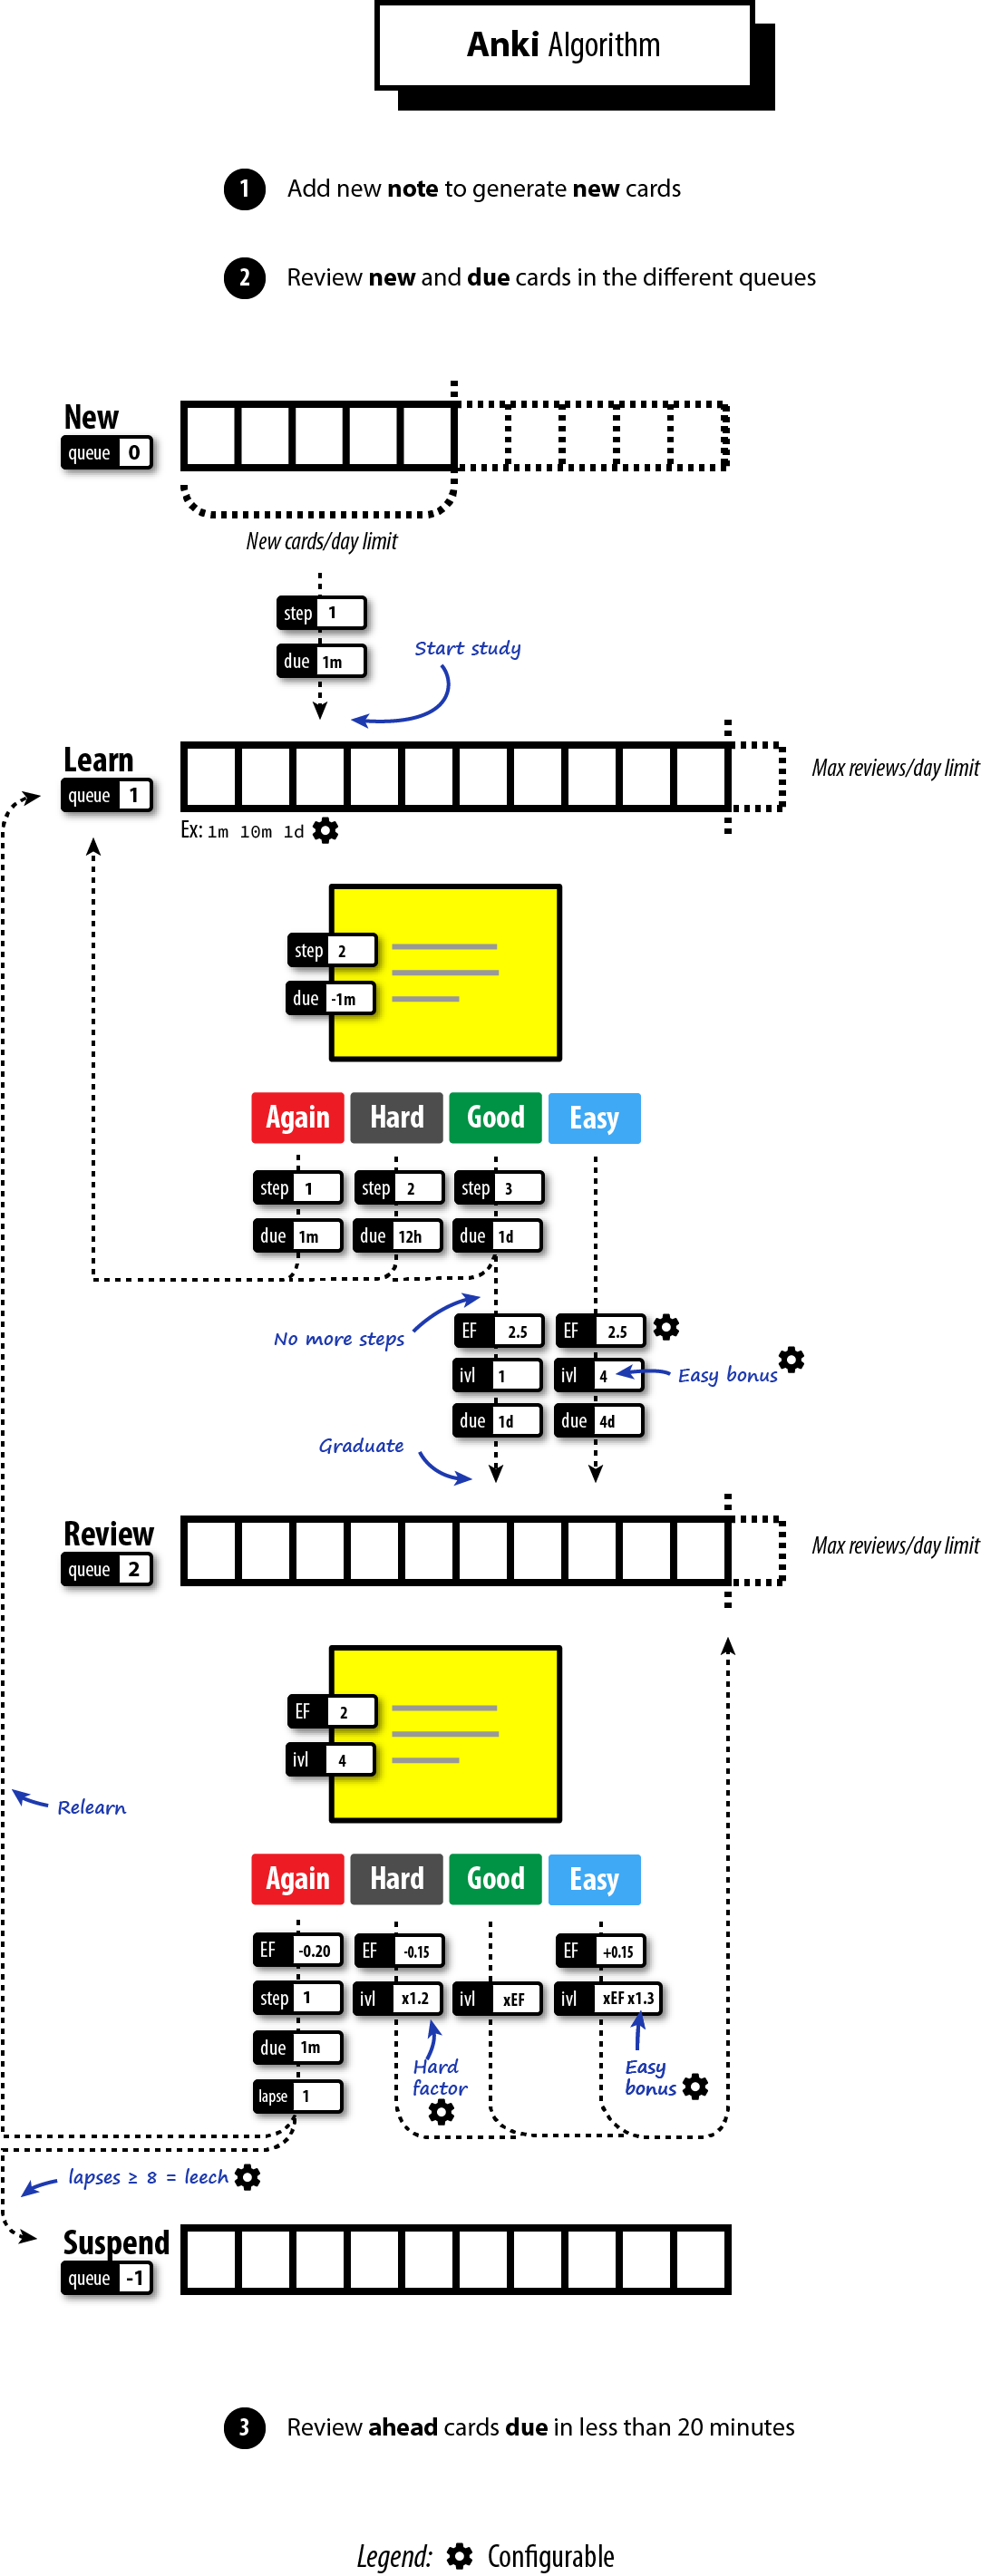 Anki Algorithm
1 Add new note to generate new cards
2 Review new and due cards in the different queues
New
queue 0
New cards/day limit
step 1
due 1m
Start study
Learn
queue 1
Max reviews/day limit
Ex: 1m 10m 1d
step 2
due -1m
Again Hard Good Easy
step 1 step 2 step 3
due 1m due 12h due 1d
No more steps
EF 2.5 EF 2.5
ivl 1 ivl 4 Easy bonus
due 1d due 4d
Graduate
Review
queue 2
Max reviews/day limit
EF 2
ivl 4
Relearn
Again Hard Good Easy
EF -0.20 EF -0.15 EF +0.15
step 1 ivl x1.2 ivl xEF ivl xEF x1.3
due 1m
Hard
factor
Easy
bonus
lapse 1
lapses ≥ 8 = leech
Suspend
queue -1
3 Review ahead cards due in less than 20 minutes
Legend: Configurable